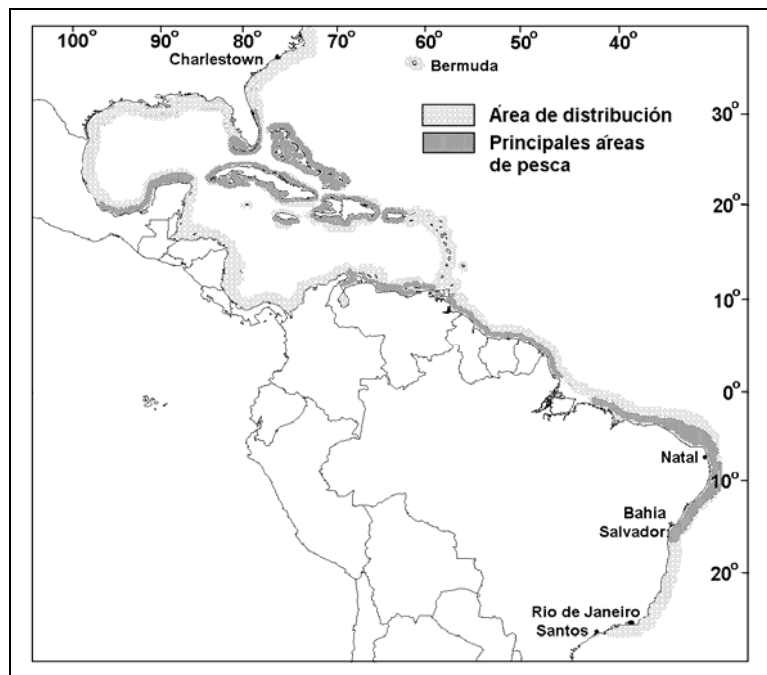 100° 90° 80° 70° 60° 50° 40°
Charlestown
Bermuda
Área de distribución
30°
Principales áreas
de pesca
20°
10°
0°
Natal
10°
Bahia
Salvador
20°
Rio de Janeiro
Santos